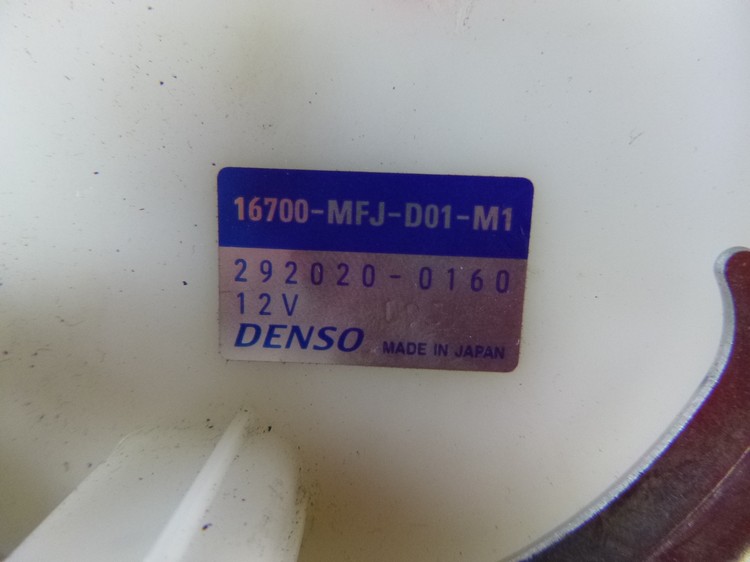 16700-MFJ-D01-M1
292020-0160
12V
DENSO MADE IN JAPAN